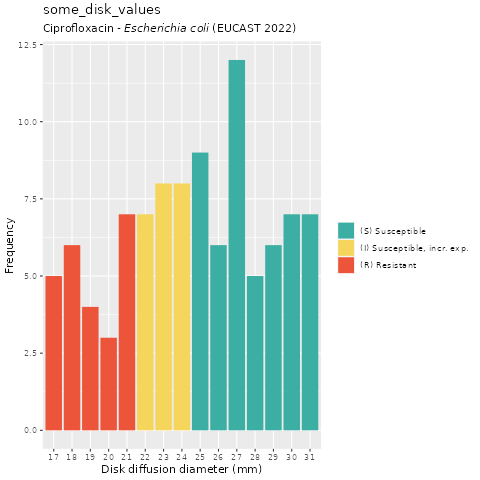 some_disk_values
Ciprofloxacin - Escherichia coli (EUCAST 2022)
12.5
10.0
7.5
5.0
2.5
0.0
Frequency
17 18 19 20 21 22 23 24 25 26 27 28 29 30 31
Disk diffusion diameter (mm)
(S) Susceptible
(I) Susceptible, incr. exp.
(R) Resistant